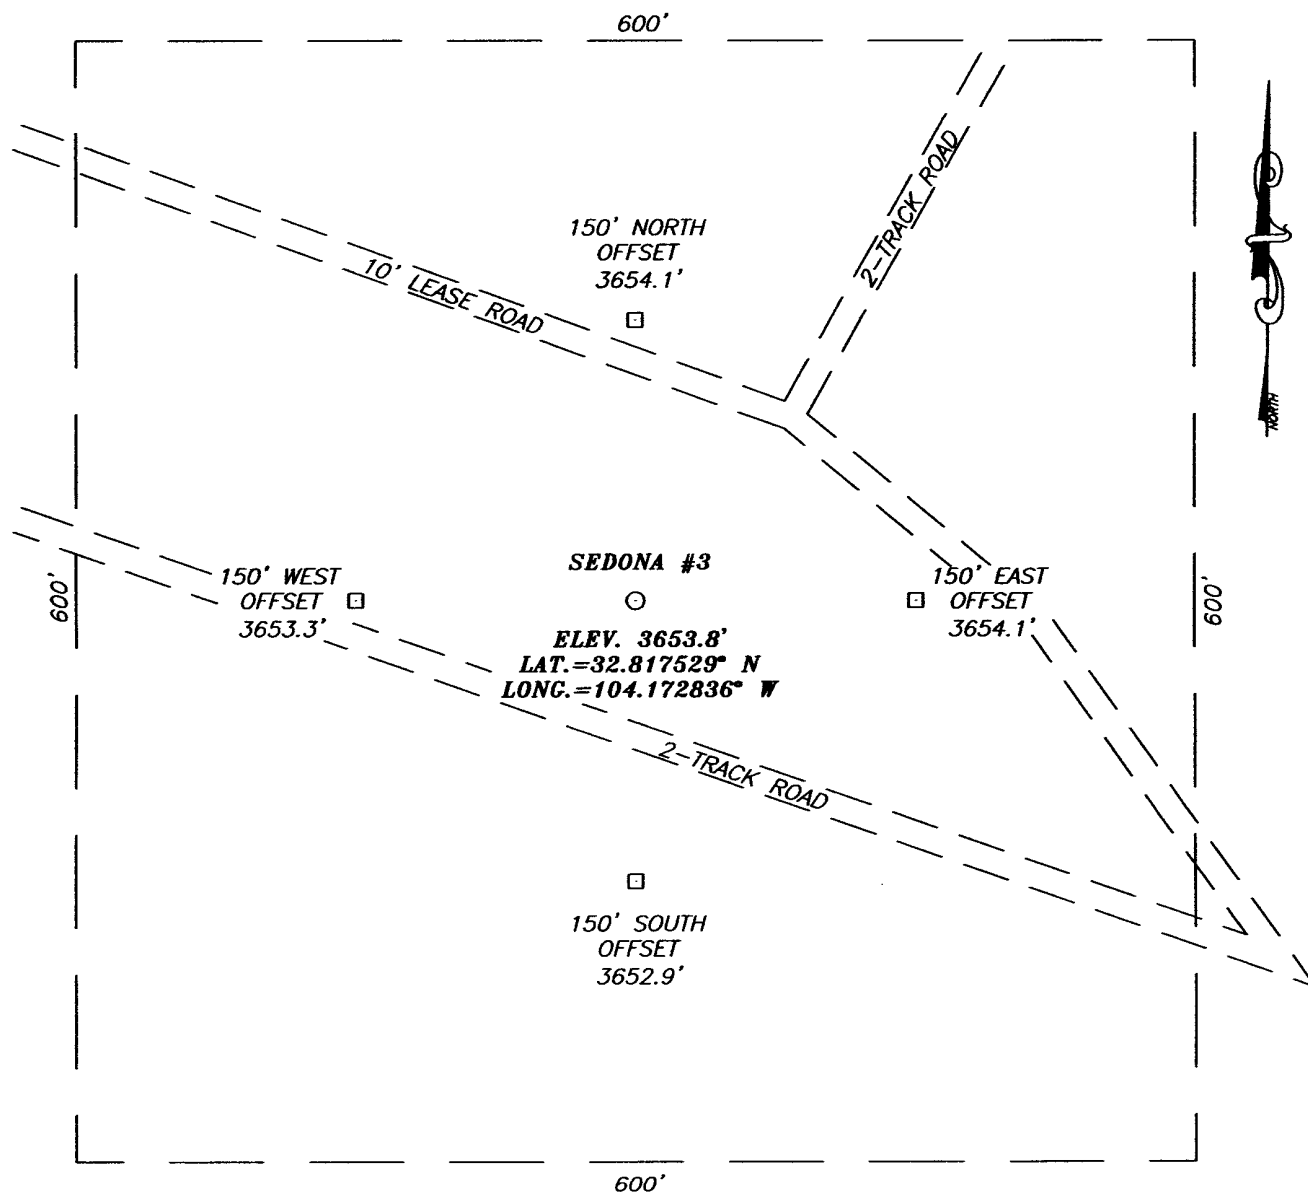 600'
2-TRACK ROAD
150' NORTH
OFFSET
3654.1'
10' LEASE ROAD
NORTH
SEDONA #3
150' WEST
OFFSET
3653.3'
150' EAST
OFFSET
3654.1'
600'
600'
ELEV. 3653.8'
LAT.=32.817529° N
LONG.=104.172836° W
2-TRACK ROAD
150' SOUTH
OFFSET
3652.9'
600'